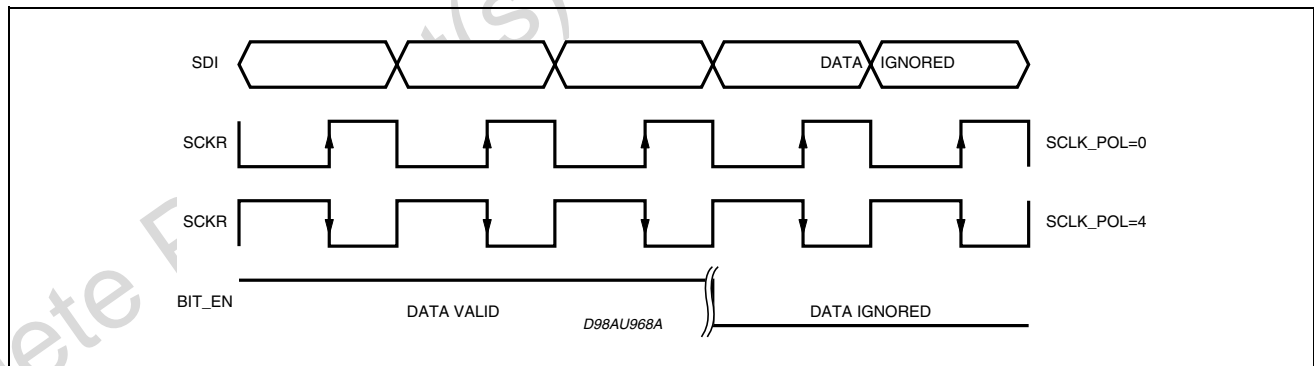 SDI
DATA IGNORED
SCKR
SCLK_POL=0
SCKR
SCLK_POL=4
BIT_EN
DATA VALID
D98AU968A
DATA IGNORED